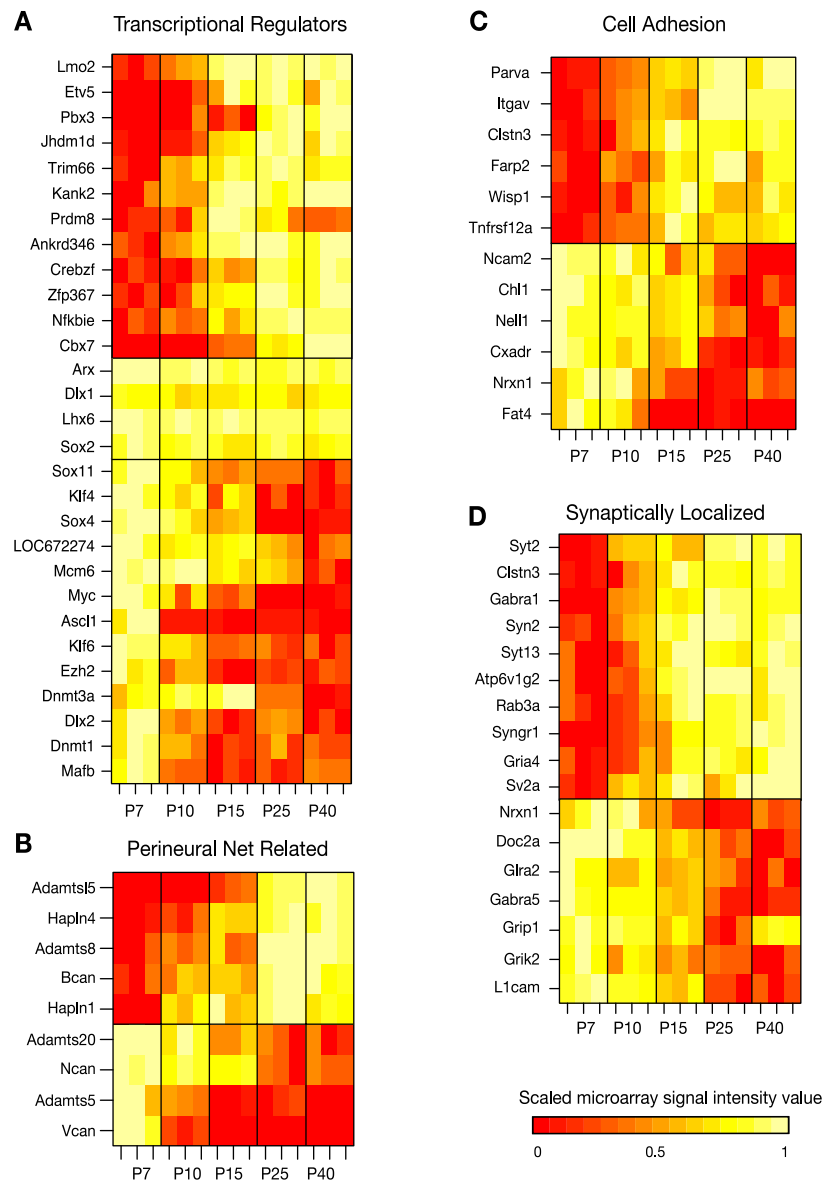 A
Transcriptional Regulators
Lmo2
Etv5
Pbx3
Jhdm1d
Trim66
Kank2
Prdm8
Ankrd346
Crebzf
Zfp367
Nfkbie
Cbx7
Arx
Dlx1
Lhx6
Sox2
Sox11
Klf4
Sox4
LOC672274
Mcm6
Myc
Ascl1
Klf6
Ezh2
Dnmt3a
Dlx2
Dnmt1
Mafb
P7 P10 P15 P25 P40
B
Perineural Net Related
Adamtsl5
Hapln4
Adamts8
Bcan
Hapln1
Adamts20
Ncan
Adamts5
Vcan
P7 P10 P15 P25 P40
C
Cell Adhesion
Parva
Itgav
Clstn3
Farp2
Wisp1
Tnfrsf12a
Ncam2
Chl1
Nell1
Cxadr
Nrxn1
Fat4
P7 P10 P15 P25 P40
D
Synaptically Localized
Syt2
Clstn3
Gabra1
Syn2
Syt13
Atp6v1g2
Rab3a
Syngr1
Gria4
Sv2a
Nrxn1
Doc2a
Glra2
Gabra5
Grip1
Grik2
L1cam
P7 P10 P15 P25 P40
Scaled microarray signal intensity value
0 0.5 1